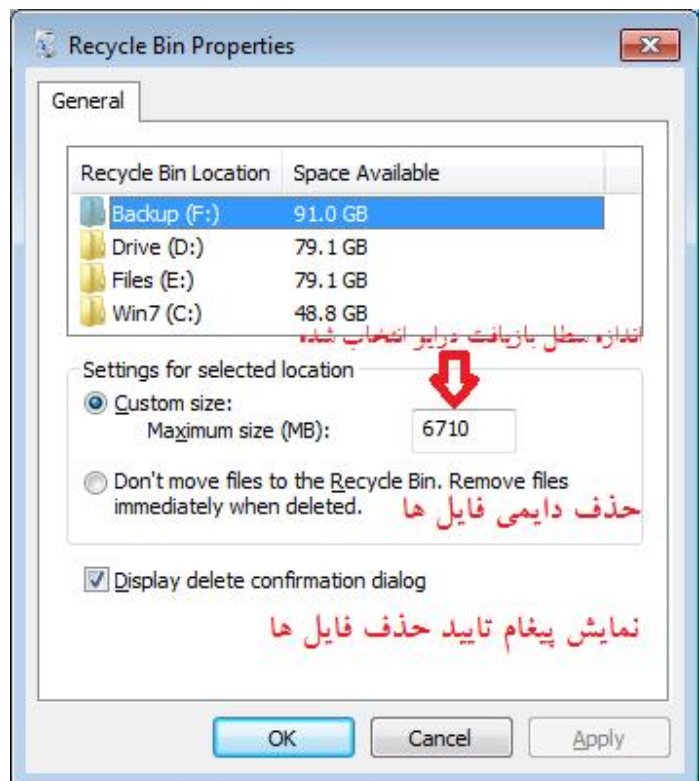 Recycle Bin Properties
General
Recycle Bin Location Space Available
Backup (F:) 91.0 GB
Drive (D:) 79.1 GB
Files (E:) 79.1 GB
Win7 (C:) 48.8 GB
اندازه سطل بازیافت درایو انتخاب شده
Settings for selected location
Custom size:
Maximum size (MB): 6710
Don't move files to the Recycle Bin. Remove files
immediately when deleted.
حذف دایمی فایل ها
Display delete confirmation dialog
نمایش پیغام تایید حذف فایل ها
OK Cancel Apply